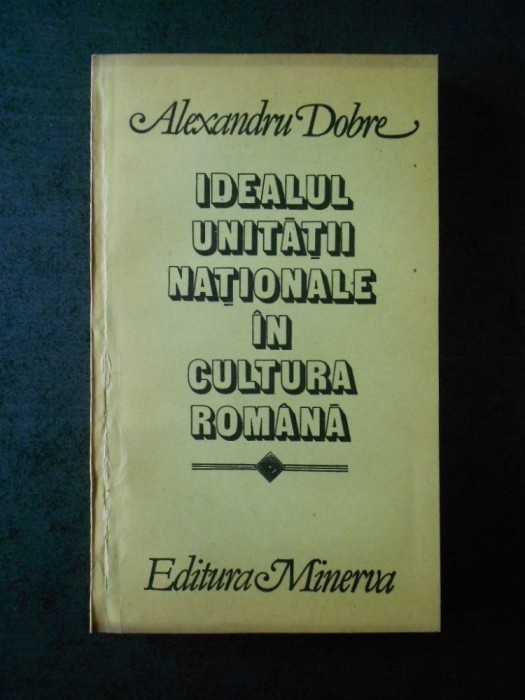 Alexandru Dobre
IDEALUL
UNITĂȚII
NAȚIONALE
ÎN
CULTURA
ROMÂNĂ
Editura Minerva